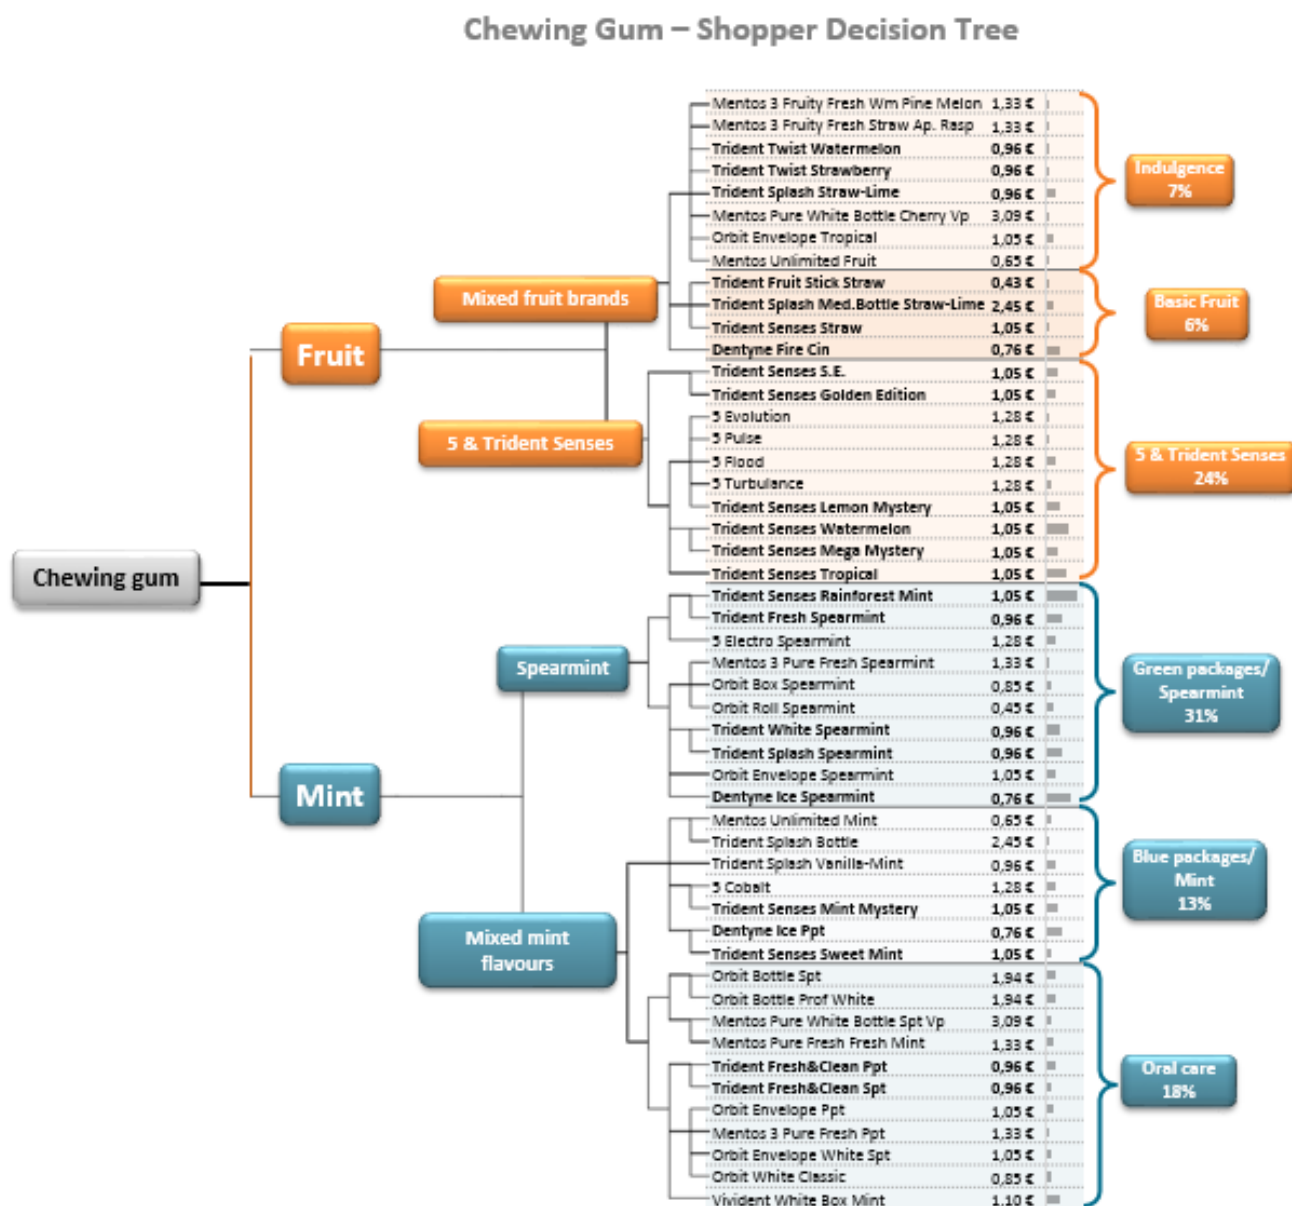 Chewing Gum – Shopper Decision Tree
Mentos 3 Fruity Fresh Wm Pine Melon 1,33 €
Mentos 3 Fruity Fresh Straw Ap. Rasp 1,33 €
Trident Twist Watermelon 0,96 €
Trident Twist Strawberry 0,96 €
Trident Splash Straw-Lime 0,96 €
Mentos Pure White Bottle Cherry Vp 3,09 €
Orbit Envelope Tropical 1,05 €
Mentos Unlimited Fruit 0,65 €
Indulgence
7%
Trident Fruit Stick Straw 0,43 €
Trident Splash Med.Bottle Straw-Lime 2,45 €
Trident Senses Straw 1,05 €
Dentyne Fire Cin 0,76 €
Basic Fruit
6%
Mixed fruit brands
Fruit
5 & Trident Senses
Trident Senses S.E. 1,05 €
Trident Senses Golden Edition 1,05 €
5 Evolution 1,28 €
5 Pulse 1,28 €
5 Flood 1,28 €
5 Turbulance 1,28 €
Trident Senses Lemon Mystery 1,05 €
Trident Senses Watermelon 1,05 €
Trident Senses Mega Mystery 1,05 €
Trident Senses Tropical 1,05 €
5 & Trident Senses
24%
Chewing gum
Trident Senses Rainforest Mint 1,05 €
Trident Fresh Spearmint 0,96 €
5 Electro Spearmint 1,28 €
Mentos 3 Pure Fresh Spearmint 1,33 €
Orbit Box Spearmint 0,85 €
Orbit Roll Spearmint 0,45 €
Trident White Spearmint 0,96 €
Trident Splash Spearmint 0,96 €
Orbit Envelope Spearmint 1,05 €
Dentyne Ice Spearmint 0,76 €
Spearmint
Green packages/
Spearmint
31%
Mint
Mentos Unlimited Mint 0,65 €
Trident Splash Bottle 2,45 €
Trident Splash Vanilla-Mint 0,96 €
5 Cobalt 1,28 €
Trident Senses Mint Mystery 1,05 €
Dentyne Ice Ppt 0,76 €
Trident Senses Sweet Mint 1,05 €
Blue packages/
Mint
13%
Mixed mint
flavours
Orbit Bottle Spt 1,94 €
Orbit Bottle Prof White 1,94 €
Mentos Pure White Bottle Spt Vp 3,09 €
Mentos Pure Fresh Fresh Mint 1,33 €
Trident Fresh&Clean Ppt 0,96 €
Trident Fresh&Clean Spt 0,96 €
Orbit Envelope Ppt 1,05 €
Mentos 3 Pure Fresh Ppt 1,33 €
Orbit Envelope White Spt 1,05 €
Orbit White Classic 0,85 €
Vivident White Box Mint 1,10 €
Oral care
18%